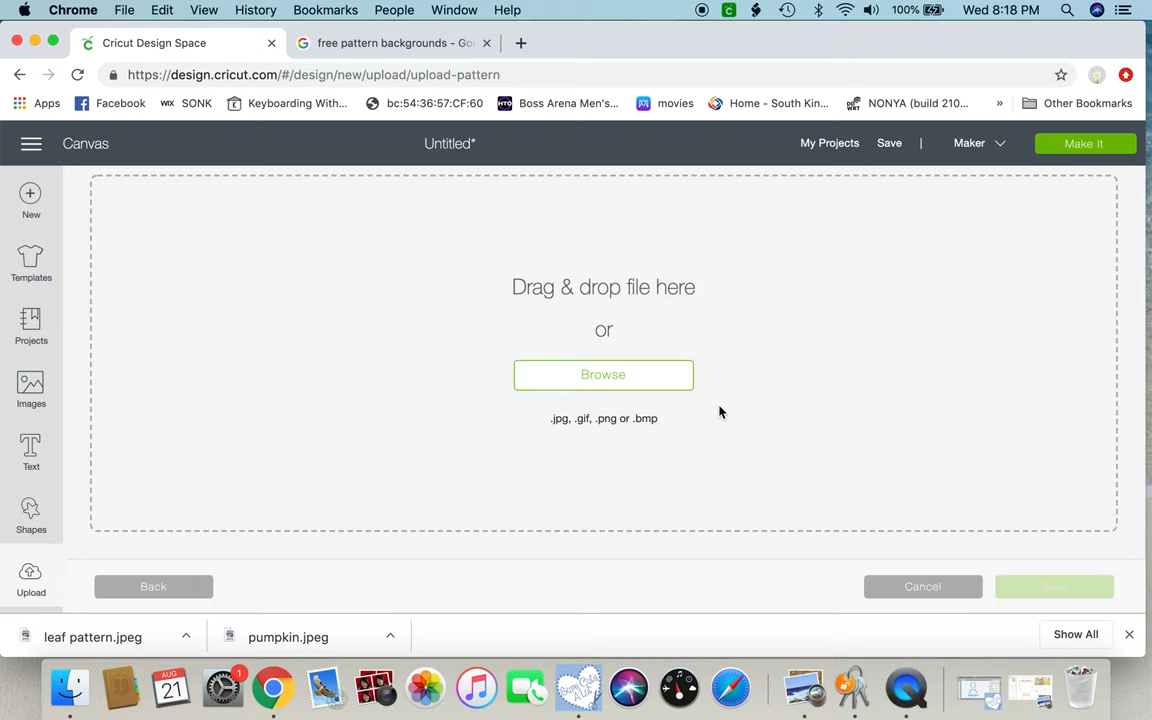 Chrome File Edit View History Bookmarks People Window Help 100% Wed 8:18 PM
Cricut Design Space free pattern backgrounds - Go
https://design.cricut.com/#/design/new/upload/upload-pattern
Apps Facebook WIX SONK Keyboarding With... bc:54:36:57:CF:60 Boss Arena Men's... movies Home - South Kin... NONYA (build 210... » Other Bookmarks
Canvas Untitled* My Projects Save | Maker Make It
New
Templates
Projects
Images
Text
Shapes
Upload
Drag & drop file here
or
Browse
.jpg, .gif, .png or .bmp
Back Cancel
leaf pattern.jpeg pumpkin.jpeg Show All
AUG
21
1